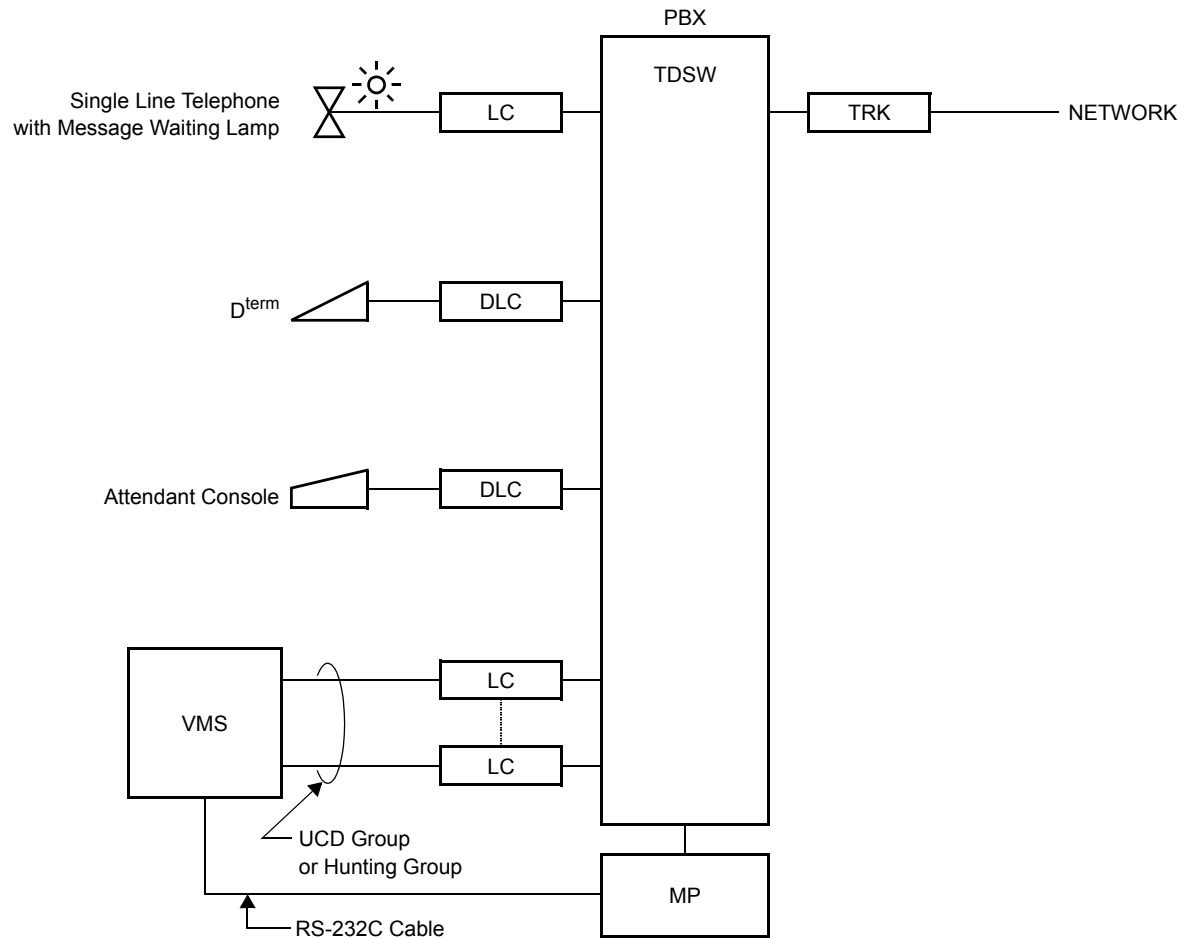 PBX
TDSW
Single Line Telephone
with Message Waiting Lamp
LC
TRK
NETWORK
Dterm
DLC
Attendant Console
DLC
VMS
LC
LC
UCD Group
or Hunting Group
MP
RS-232C Cable